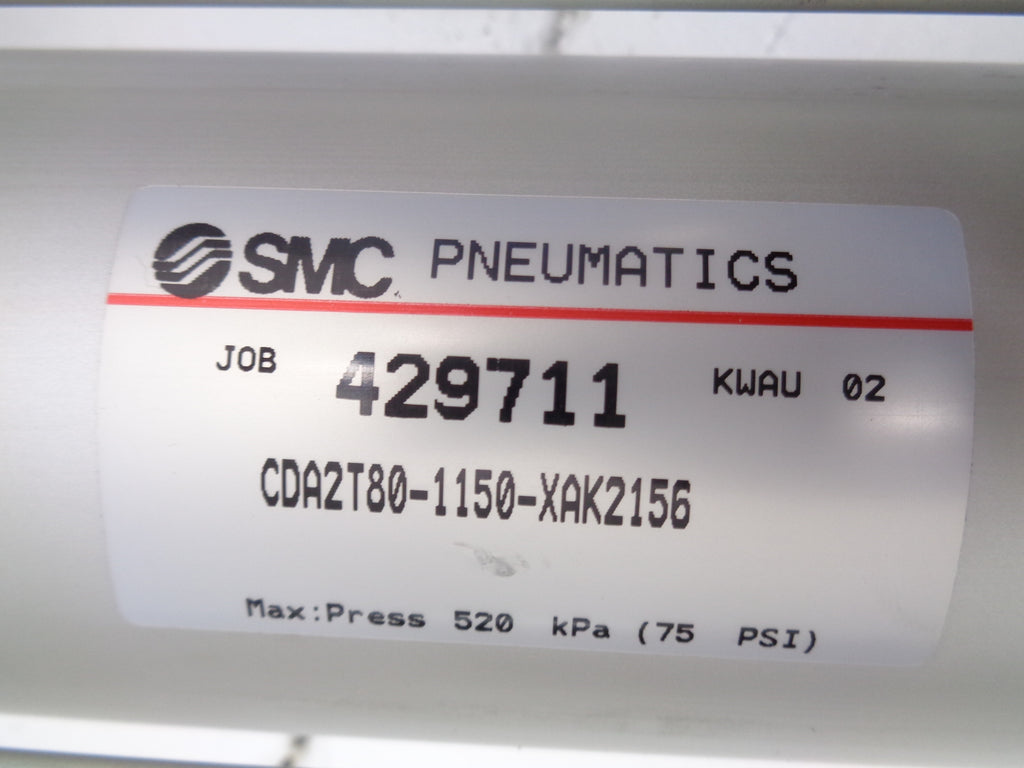 SMC PNEUMATICS
JOB 429711 KWAU 02
CDA2T80-1150-XAK2156
Max:Press 520 kPa (75 PSI)